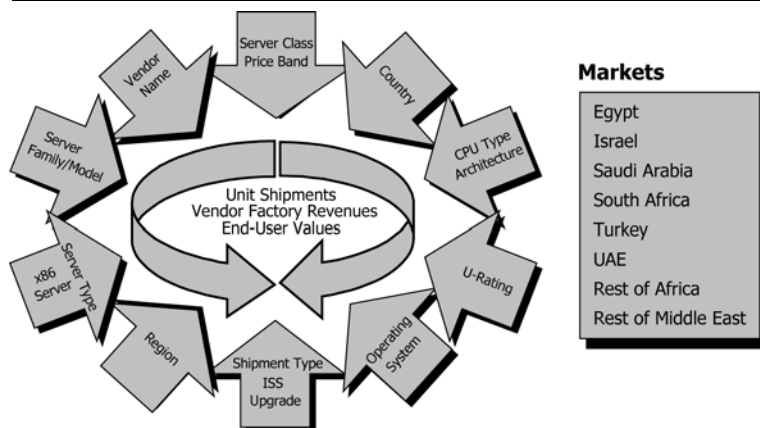 Server Class
Price Band
Vendor
Name
Country
Server
Family/Model
CPU Type
Architecture
Unit Shipments
Vendor Factory Revenues
End-User Values
x86
Server
Server Type
U-Rating
Region
Operating
System
Shipment Type
ISS
Upgrade
Markets
Egypt
Israel
Saudi Arabia
South Africa
Turkey
UAE
Rest of Africa
Rest of Middle East